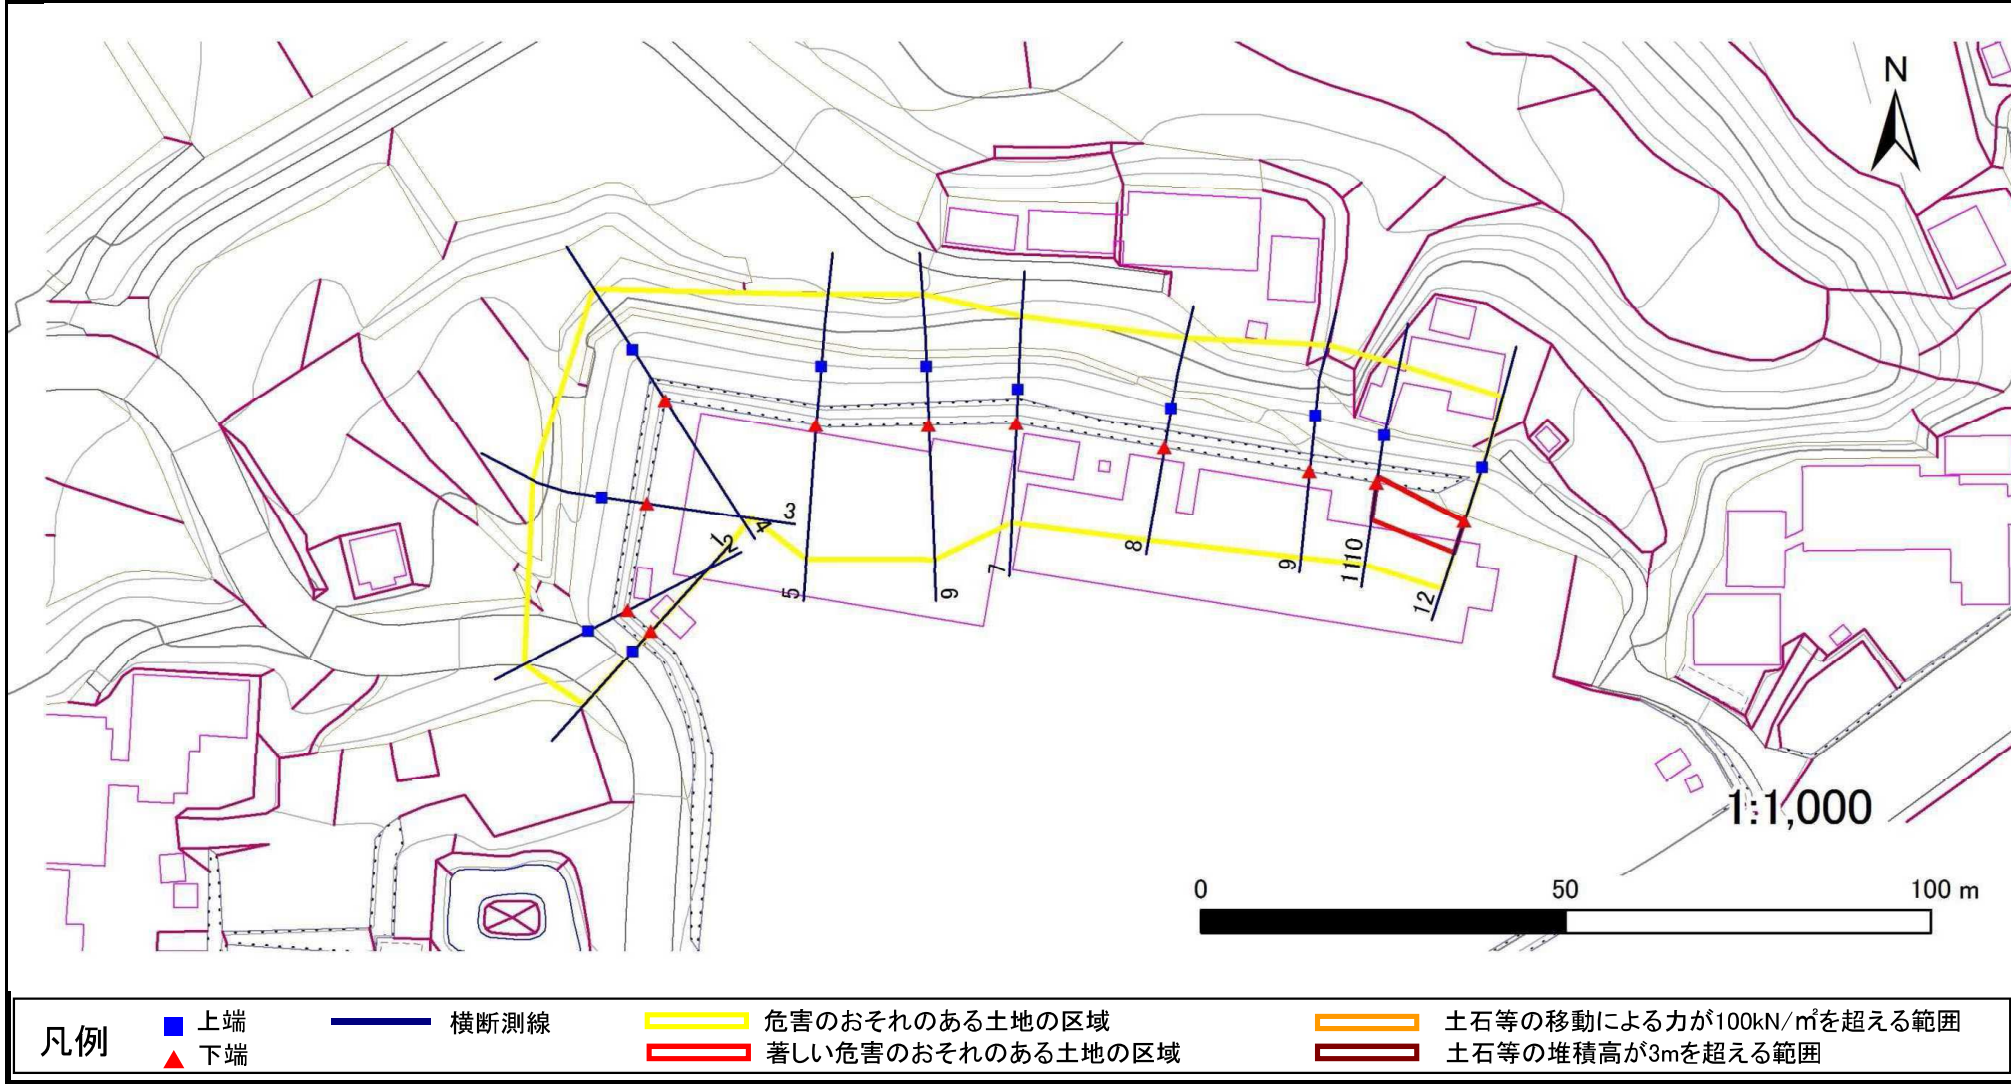 N
3
4
1
2
5
6
7
8
9
1110
12
1:1,000
0 50 100 m
凡例
上端
下端
横断測線
危害のおそれのある土地の区域
著しい危害のおそれのある土地の区域
土石等の移動による力が100kN/㎡を超える範囲
土石等の堆積高が3mを超える範囲